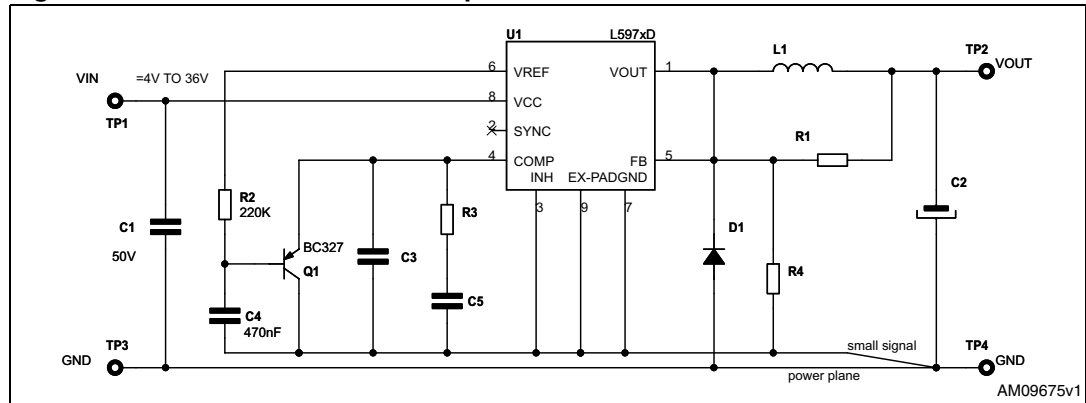 U1
L597xD
L1
TP2
VOUT
VIN
=4V TO 36V
6
VREF
VOUT
1
8
VCC
TP1
2
SYNC
R1
4
COMP
FB
5
INH
EX-PADGND
R2
220K
3
9
7
R3
C2
C1
D1
50V
BC327
Q1
C3
R4
C5
C4
470nF
TP3
small signal
TP4
GND
GND
power plane
AM09675v1